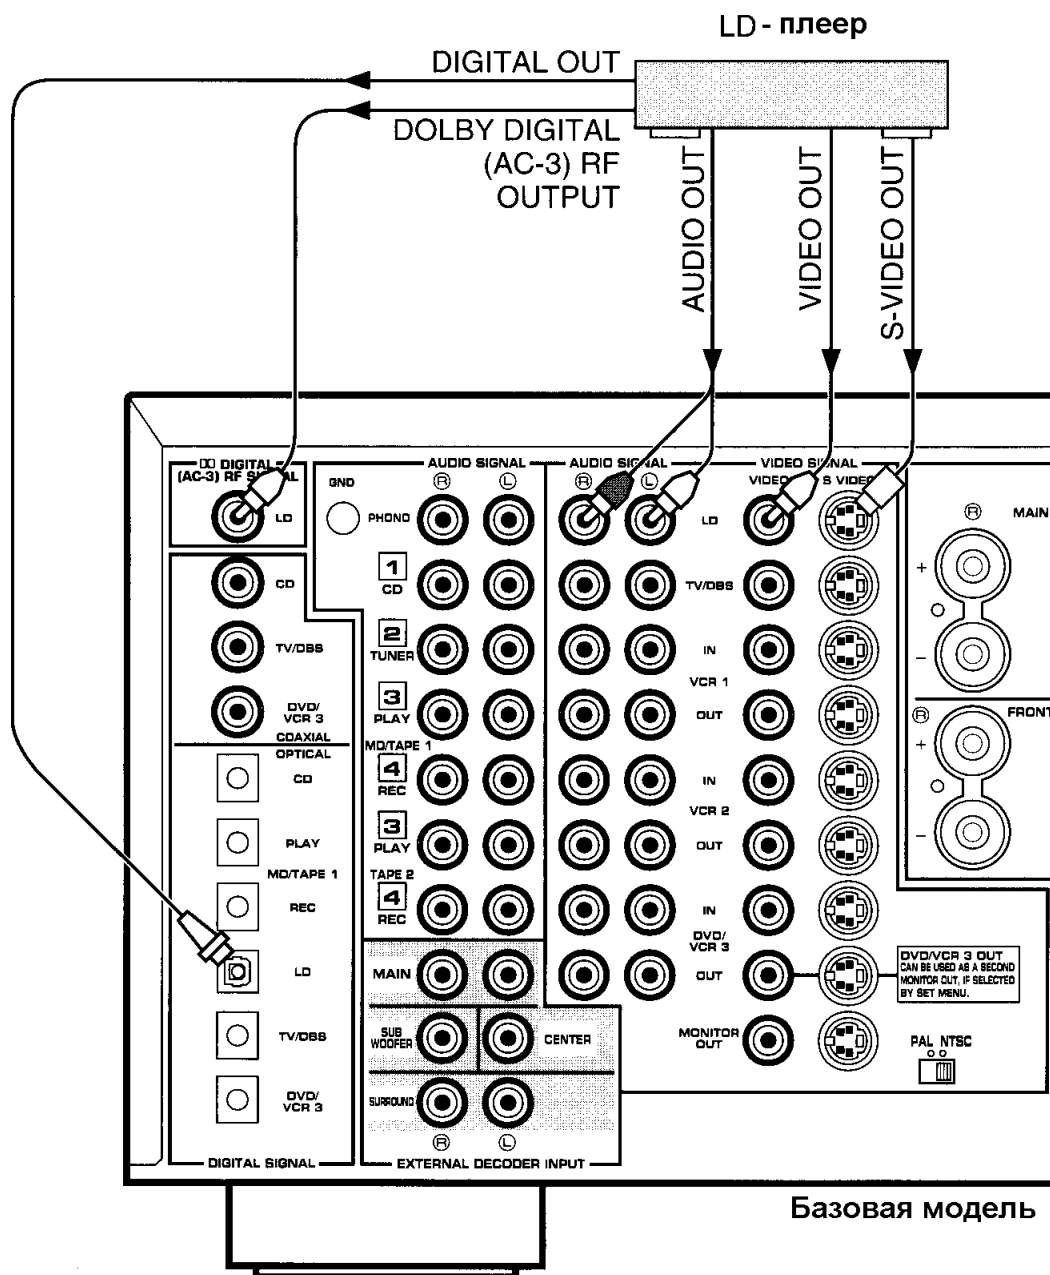 LD - плеер
DIGITAL OUT
DOLBY DIGITAL
(AC-3) RF
OUTPUT
AUDIO OUT
VIDEO OUT
S-VIDEO OUT
DIGITAL
(AC-3) RF SIGNAL
LD
GND
AUDIO SIGNAL
R L
PHONO
AUDIO SIGNAL
R L
VIDEO SIGNAL
VIDEO S VIDEO
LD
R
MAIN
+
-
CD
1
CD
TV/DBS
TV/DBS
2
TUNER
IN
VCR 1
OUT
DVD/
VCR 3
COAXIAL
3
PLAY
MD/TAPE 1
4
REC
R
FRONT
+
-
OPTICAL
CD
IN
VCR 2
OUT
PLAY
MD/TAPE 1
REC
3
PLAY
TAPE 2
4
REC
IN
DVD/
VCR 3
OUT
LD
MAIN
DVD/VCR 3 OUT
CAN BE USED AS A SECOND
MONITOR OUT, IF SELECTED
BY SET MENU.
TV/DBS
SUB
WOOFER
CENTER
MONITOR
OUT
PAL NTSC
DVD/
VCR 3
SURROUND
R L
DIGITAL SIGNAL
EXTERNAL DECODER INPUT
Базовая модель